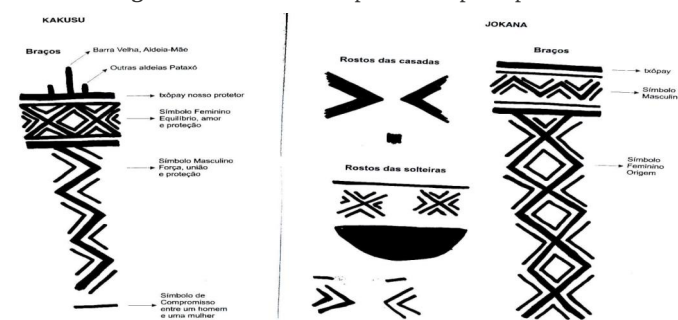 KAKUSU
Braços
Barra Velha, Aldeia-Mãe
Outras aldeias Pataxó
txôpay nosso protetor
Símbolo Feminino
Equilíbrio, amor
e proteção
Símbolo Masculino
Força, união
e proteção
Símbolo de
Compromisso
entre um homem
e uma mulher
Rostos das casadas
Rostos das solteiras
JOKANA
Braços
txôpay
Símbolo
Masculin
Símbolo
Feminino
Origem